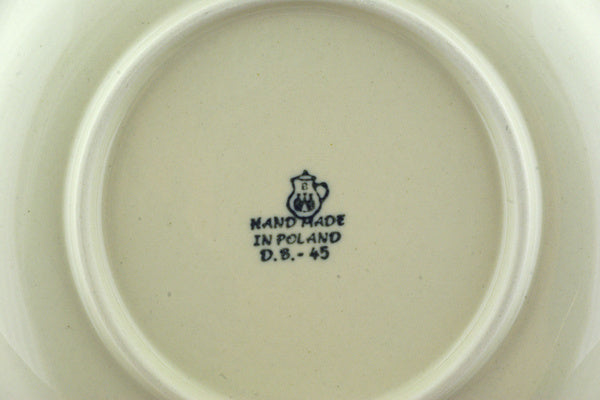 B
HAND MADE
IN POLAND
D.B.-45